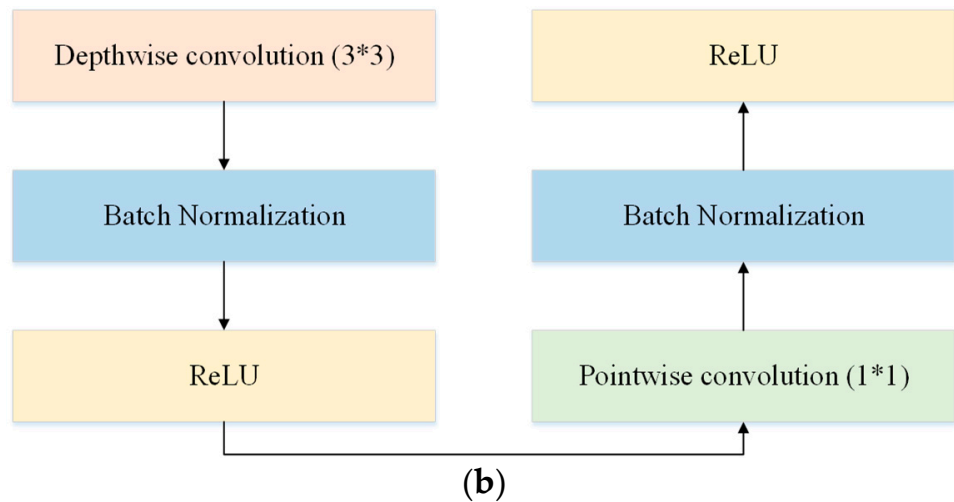 Depthwise convolution (3*3)
Batch Normalization
ReLU
Pointwise convolution (1*1)
Batch Normalization
ReLU
(b)